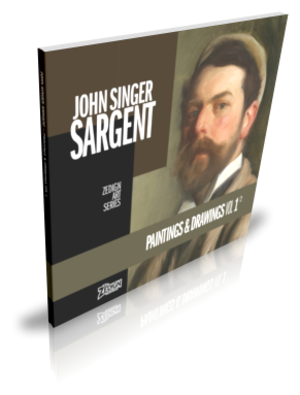 JOHN SINGER
SARGENT
ZEDIGN
ART
SERIES
PAINTINGS & DRAWINGS VOL 1